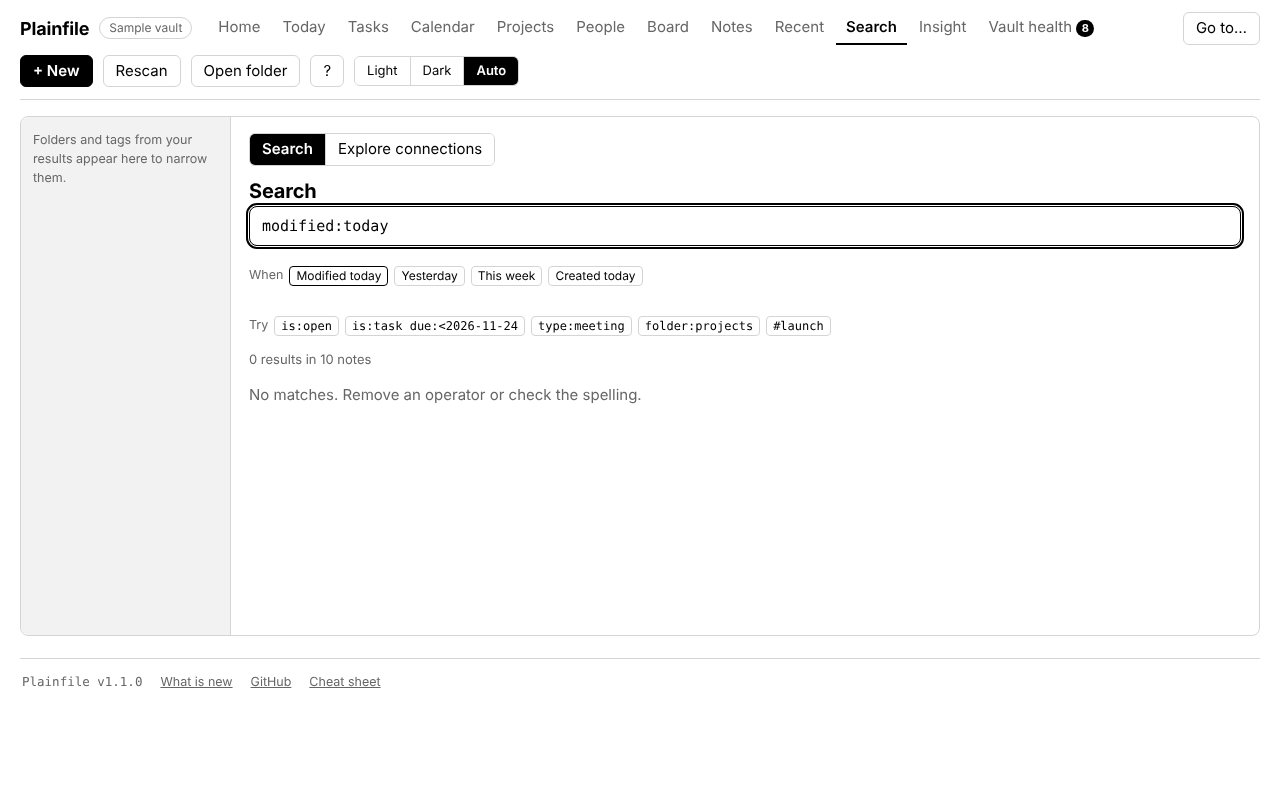 Plainfile Sample vault Home Today Tasks Calendar Projects People Board Notes Recent Search Insight Vault health 8 Go to...
+ New Rescan Open folder ? Light Dark Auto
Folders and tags from your
results appear here to narrow
them.
Search Explore connections
Search
modified:today
When Modified today Yesterday This week Created today
Try is:open is:task due:<2026-11-24 type:meeting folder:projects #launch
0 results in 10 notes
No matches. Remove an operator or check the spelling.
Plainfile v1.1.0 What is new GitHub Cheat sheet